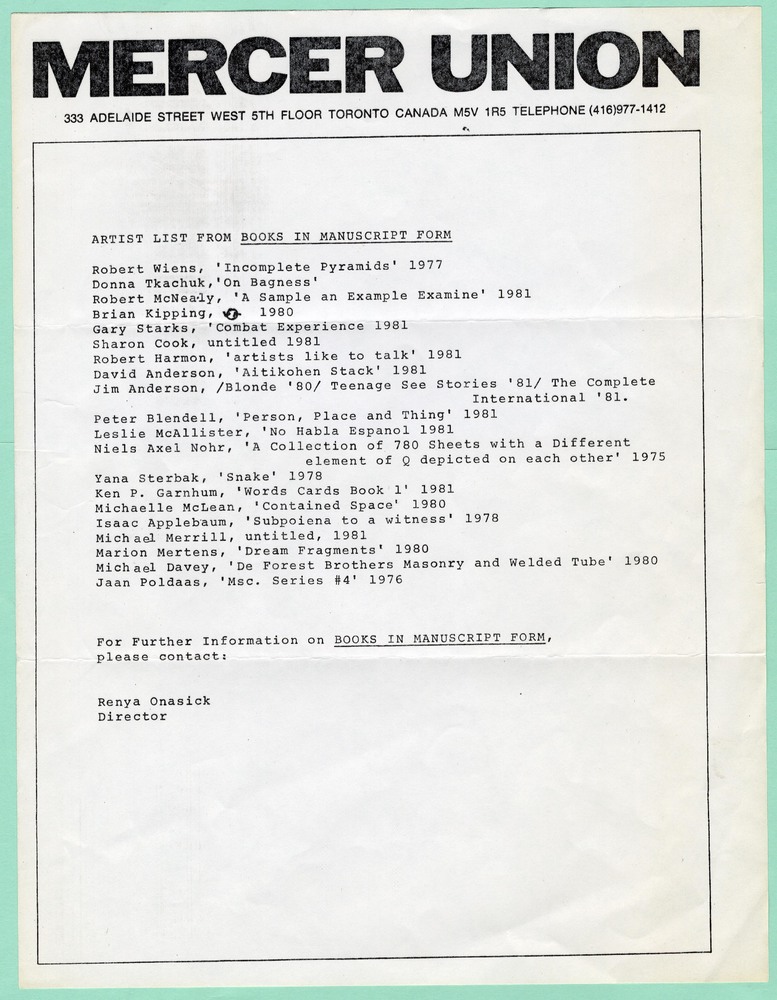 MERCER UNION
333 ADELAIDE STREET WEST 5TH FLOOR TORONTO CANADA M5V 1R5 TELEPHONE (416)977-1412
ARTIST LIST FROM BOOKS IN MANUSCRIPT FORM
Robert Wiens, 'Incomplete Pyramids' 1977
Donna Tkachuk,'On Bagness'
Robert McNealy, 'A Sample an Example Examine' 1981
Brian Kipping, 1980
Gary Starks, 'Combat Experience 1981
Sharon Cook, untitled 1981
Robert Harmon, 'artists like to talk' 1981
David Anderson, 'Aitikohen Stack' 1981
Jim Anderson, /Blonde '80/ Teenage See Stories '81/ The Complete
International '81.
Peter Blendell, 'Person, Place and Thing' 1981
Leslie McAllister, 'No Habla Espanol 1981
Niels Axel Nohr, 'A Collection of 780 Sheets with a Different
element of Q depicted on each other' 1975
Yana Sterbak, 'Snake' 1978
Ken P. Garnhum, 'Words Cards Book 1' 1981
Michaelle McLean, 'Contained Space' 1980
Isaac Applebaum, 'Subpoiena to a witness' 1978
Michael Merrill, untitled, 1981
Marion Mertens, 'Dream Fragments' 1980
Michael Davey, 'De Forest Brothers Masonry and Welded Tube' 1980
Jaan Poldaas, 'Msc. Series #4' 1976
For Further Information on BOOKS IN MANUSCRIPT FORM,
please contact:
Renya Onasick
Director